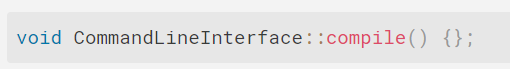 void CommandLineInterface::compile() {};